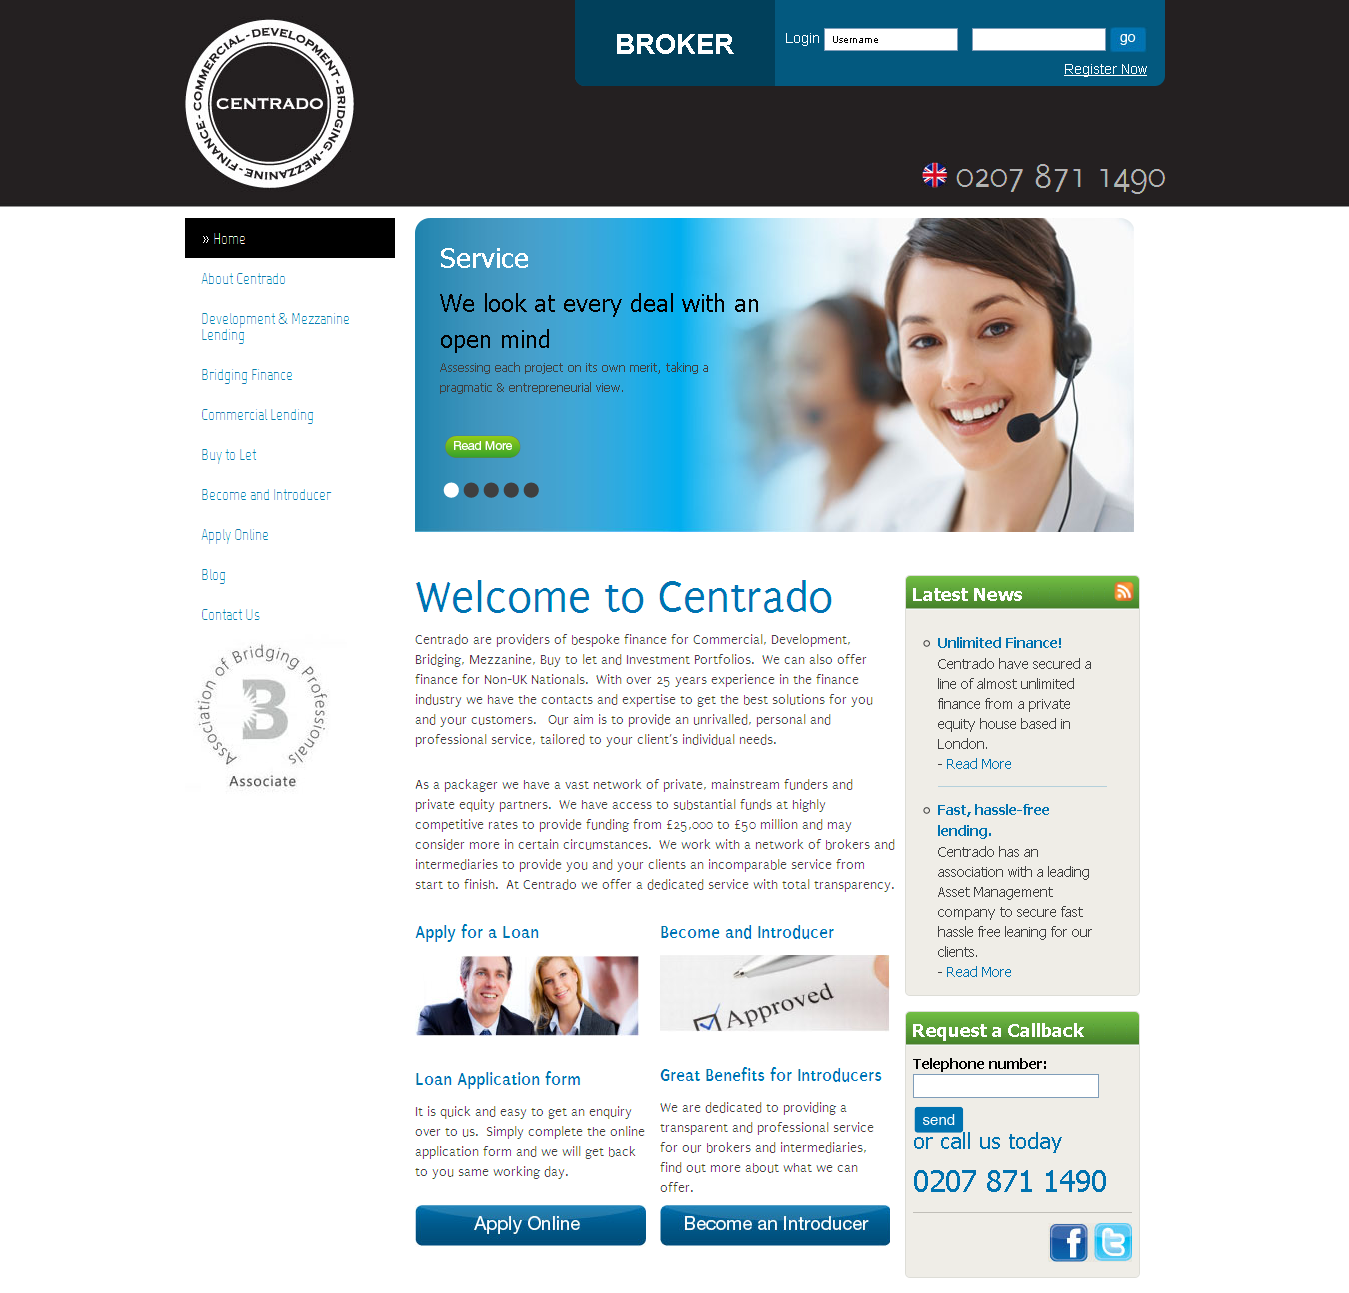 COMMERCIAL - DEVELOPMENT - BRIDGING - MEZZANINE - FINANCE -
CENTRADO
BROKER
Login
Username
go
Register Now
0207 871 1490
» Home
About Centrado
Development & Mezzanine
Lending
Bridging Finance
Commercial Lending
Buy to Let
Become and Introducer
Apply Online
Blog
Contact Us
Association of Bridging Professionals
B
Associate
Service
We look at every deal with an
open mind
Assessing each project on its own merit, taking a
pragmatic & entrepreneurial view.
Read More
Welcome to Centrado
Centrado are providers of bespoke finance for Commercial, Development,
Bridging, Mezzanine, Buy to let and Investment Portfolios. We can also offer
finance for Non-UK Nationals. With over 25 years experience in the finance
industry we have the contacts and expertise to get the best solutions for you
and your customers. Our aim is to provide an unrivalled, personal and
professional service, tailored to your client's individual needs.
As a packager we have a vast network of private, mainstream funders and
private equity partners. We have access to substantial funds at highly
competitive rates to provide funding from £25,000 to £50 million and may
consider more in certain circumstances. We work with a network of brokers and
intermediaries to provide you and your clients an incomparable service from
start to finish. At Centrado we offer a dedicated service with total transparency.
Apply for a Loan
Loan Application form
It is quick and easy to get an enquiry
over to us. Simply complete the online
application form and we will get back
to you same working day.
Apply Online
Become and Introducer
Approved
Great Benefits for Introducers
We are dedicated to providing a
transparent and professional service
for our brokers and intermediaries,
find out more about what we can
offer.
Become an Introducer
Latest News
Unlimited Finance!
Centrado have secured a
line of almost unlimited
finance from a private
equity house based in
London.
- Read More
Fast, hassle-free
lending.
Centrado has an
association with a leading
Asset Management
company to secure fast
hassle free leaning for our
clients.
- Read More
Request a Callback
Telephone number:
send
or call us today
0207 871 1490
f
t